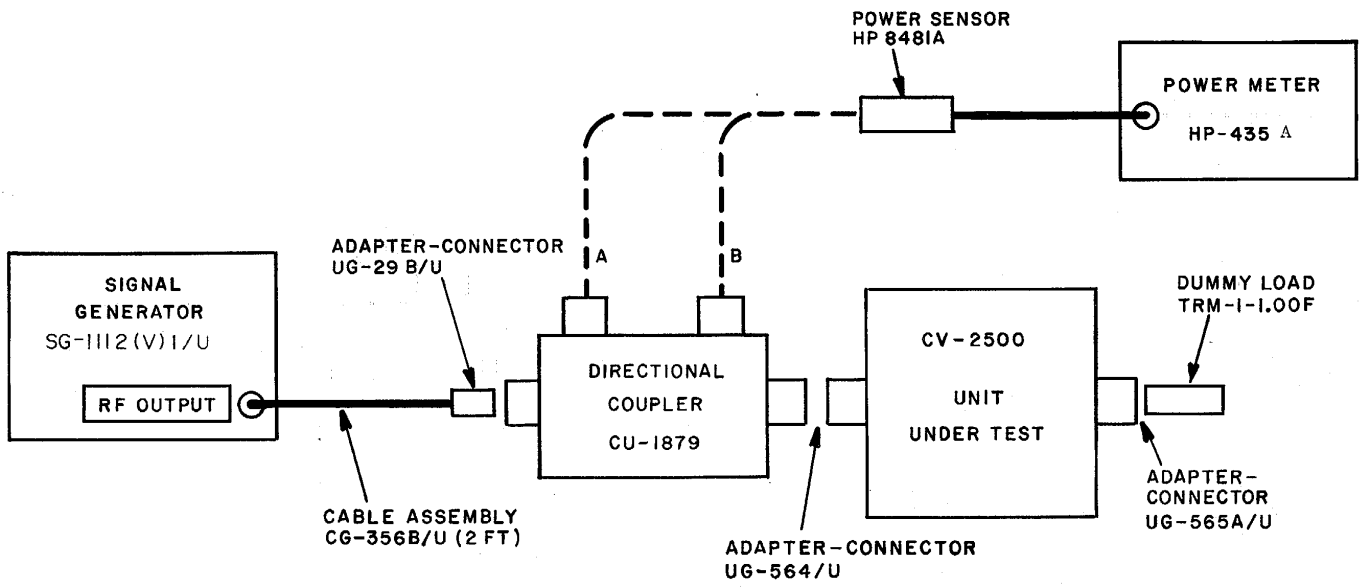 POWER SENSOR
HP 8481A
POWER METER
HP-435 A
ADAPTER-CONNECTOR
UG-29 B/U
A
B
SIGNAL
GENERATOR
SG-1112(V)1/U
RF OUTPUT
DIRECTIONAL
COUPLER
CU-1879
CV-2500
UNIT
UNDER TEST
DUMMY LOAD
TRM-1-1.00F
CABLE ASSEMBLY
CG-356B/U (2 FT)
ADAPTER-CONNECTOR
UG-564/U
ADAPTER-
CONNECTOR
UG-565A/U